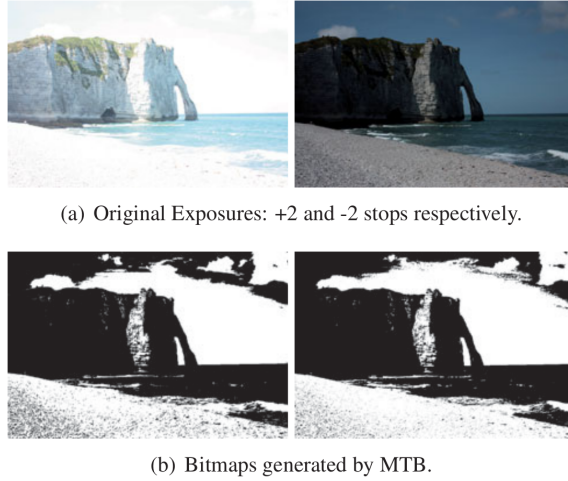 (a) Original Exposures: +2 and -2 stops respectively.
(b) Bitmaps generated by MTB.